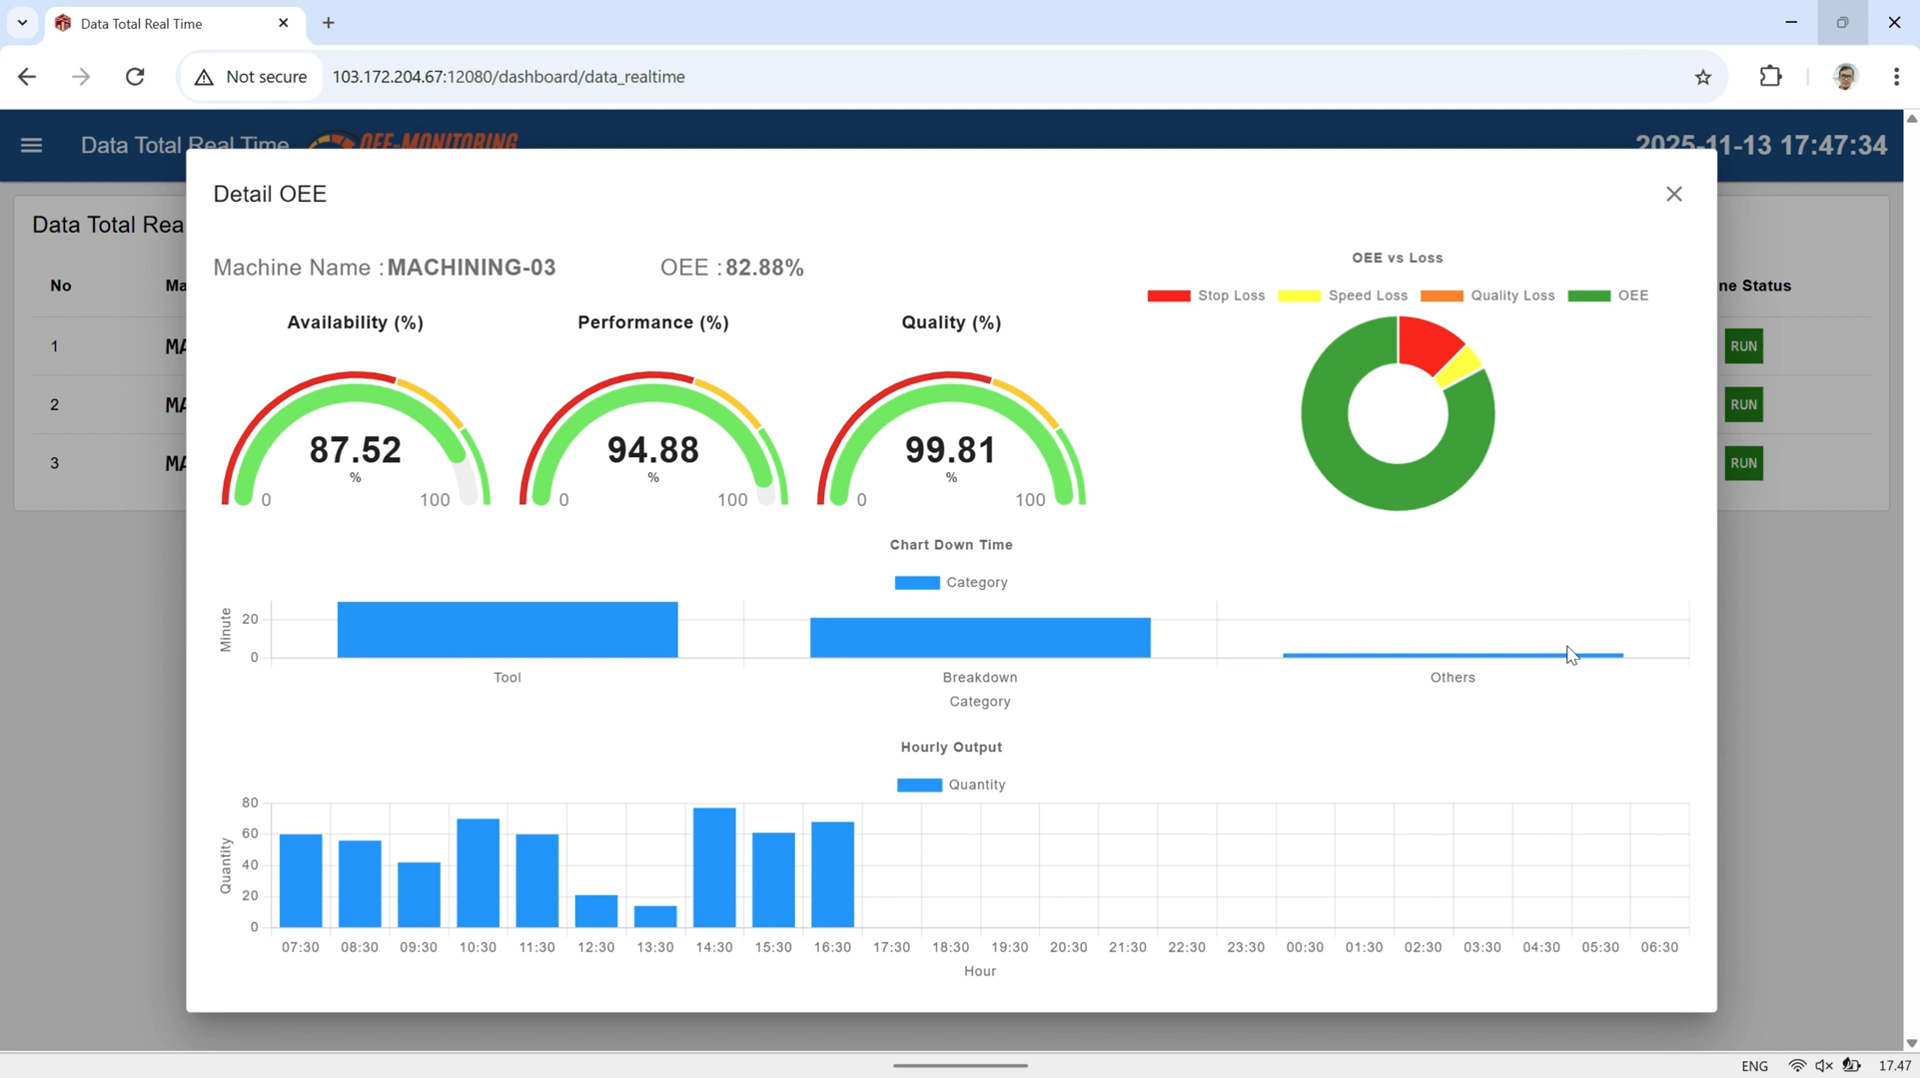 Data Total Real Time
Not secure
103.172.204.67:12080/dashboard/data_realtime
Data Total Real Time
OEE-MONITORING
2025-11-13 17:47:34
Data Total Rea
No
Ma
ne Status
1
MA
RUN
2
MA
RUN
3
MA
RUN
Detail OEE
Machine Name : MACHINING-03
OEE : 82.88%
Availability (%)
87.52
%
0
100
Performance (%)
94.88
%
0
100
Quality (%)
99.81
%
0
100
OEE vs Loss
Stop Loss
Speed Loss
Quality Loss
OEE
Chart Down Time
Category
Minute
20
0
Tool
Breakdown
Others
Category
Hourly Output
Quantity
Quantity
80
60
40
20
0
07:30 08:30 09:30 10:30 11:30 12:30 13:30 14:30 15:30 16:30 17:30 18:30 19:30 20:30 21:30 22:30 23:30 00:30 01:30 02:30 03:30 04:30 05:30 06:30
Hour
ENG
17.47